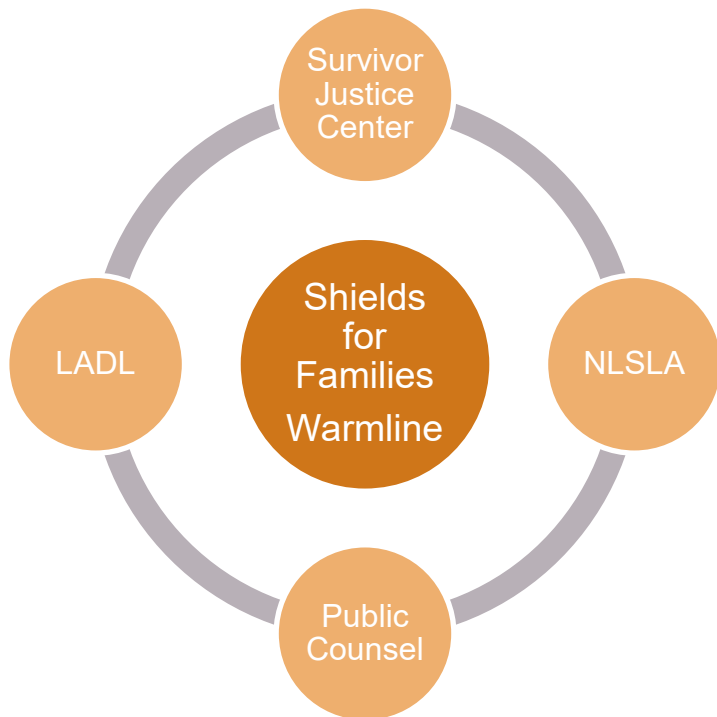 Survivor
Justice
Center
LADL
Shields
for
Families
Warmline
NLSLA
Public
Counsel